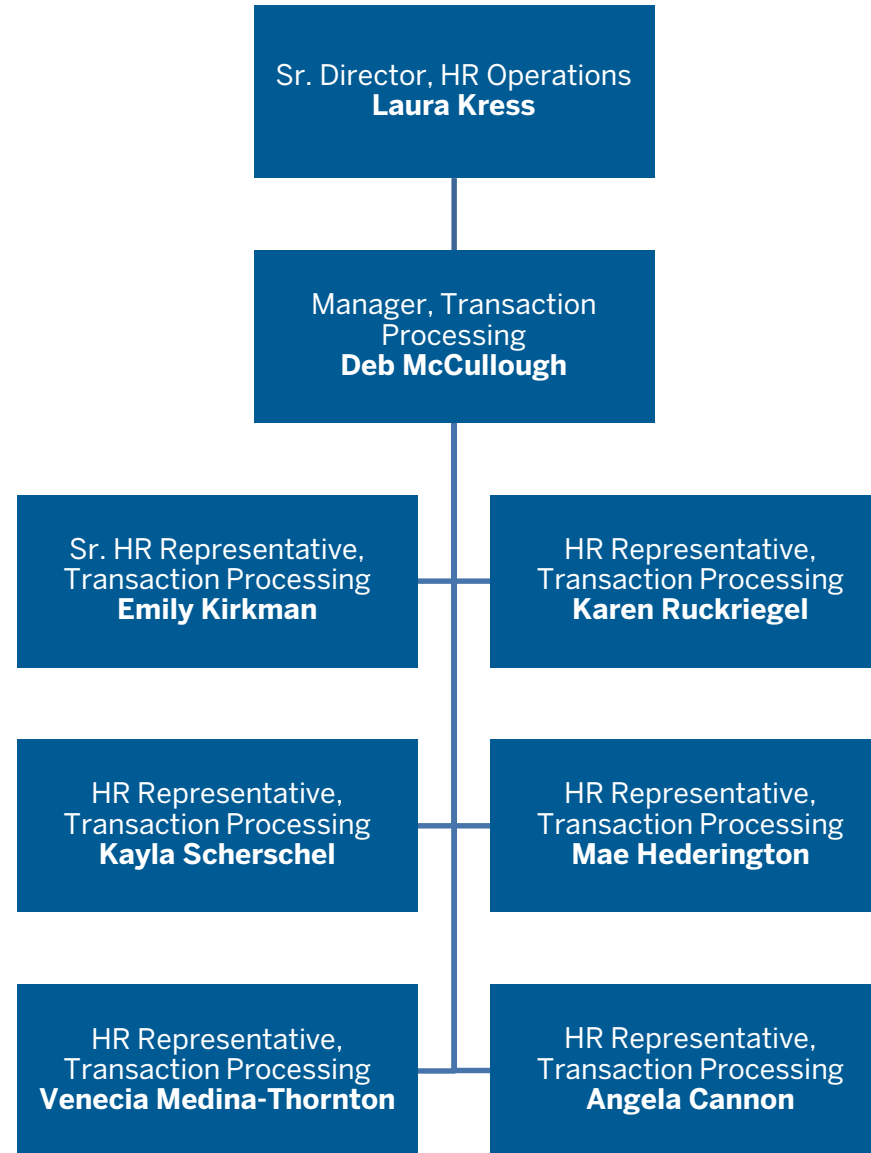 Sr. Director, HR Operations
Laura Kress
Manager, Transaction
Processing
Deb McCullough
Sr. HR Representative,
Transaction Processing
Emily Kirkman
HR Representative,
Transaction Processing
Karen Ruckriegel
HR Representative,
Transaction Processing
Kayla Scherschel
HR Representative,
Transaction Processing
Mae Hederington
HR Representative,
Transaction Processing
Venecia Medina-Thornton
HR Representative,
Transaction Processing
Angela Cannon